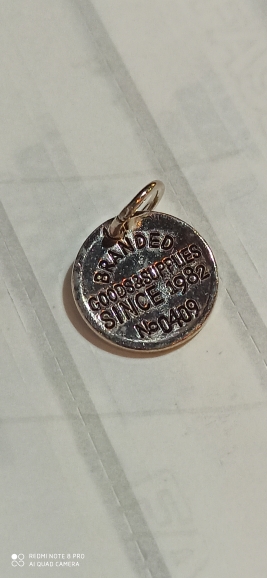 BRANDED
GOODS&SUPPLIES
SINCE 1982
No0409
REDMI NOTE 8 PRO
AI QUAD CAMERA